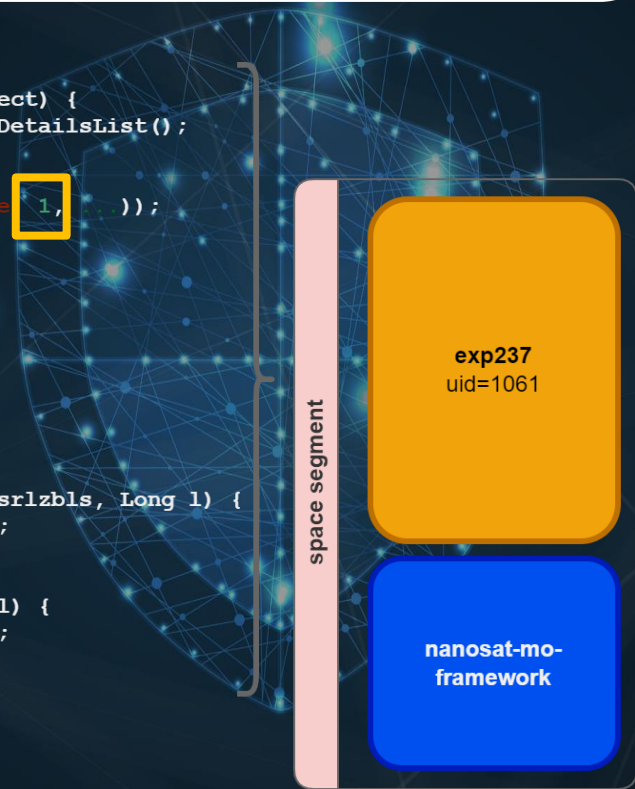 ect) {
DetailsList();
e 1, ...));
srlzbls, Long l) {
;
l) {
;
space segment
exp237
uid=1061
nanosat-mo-
framework